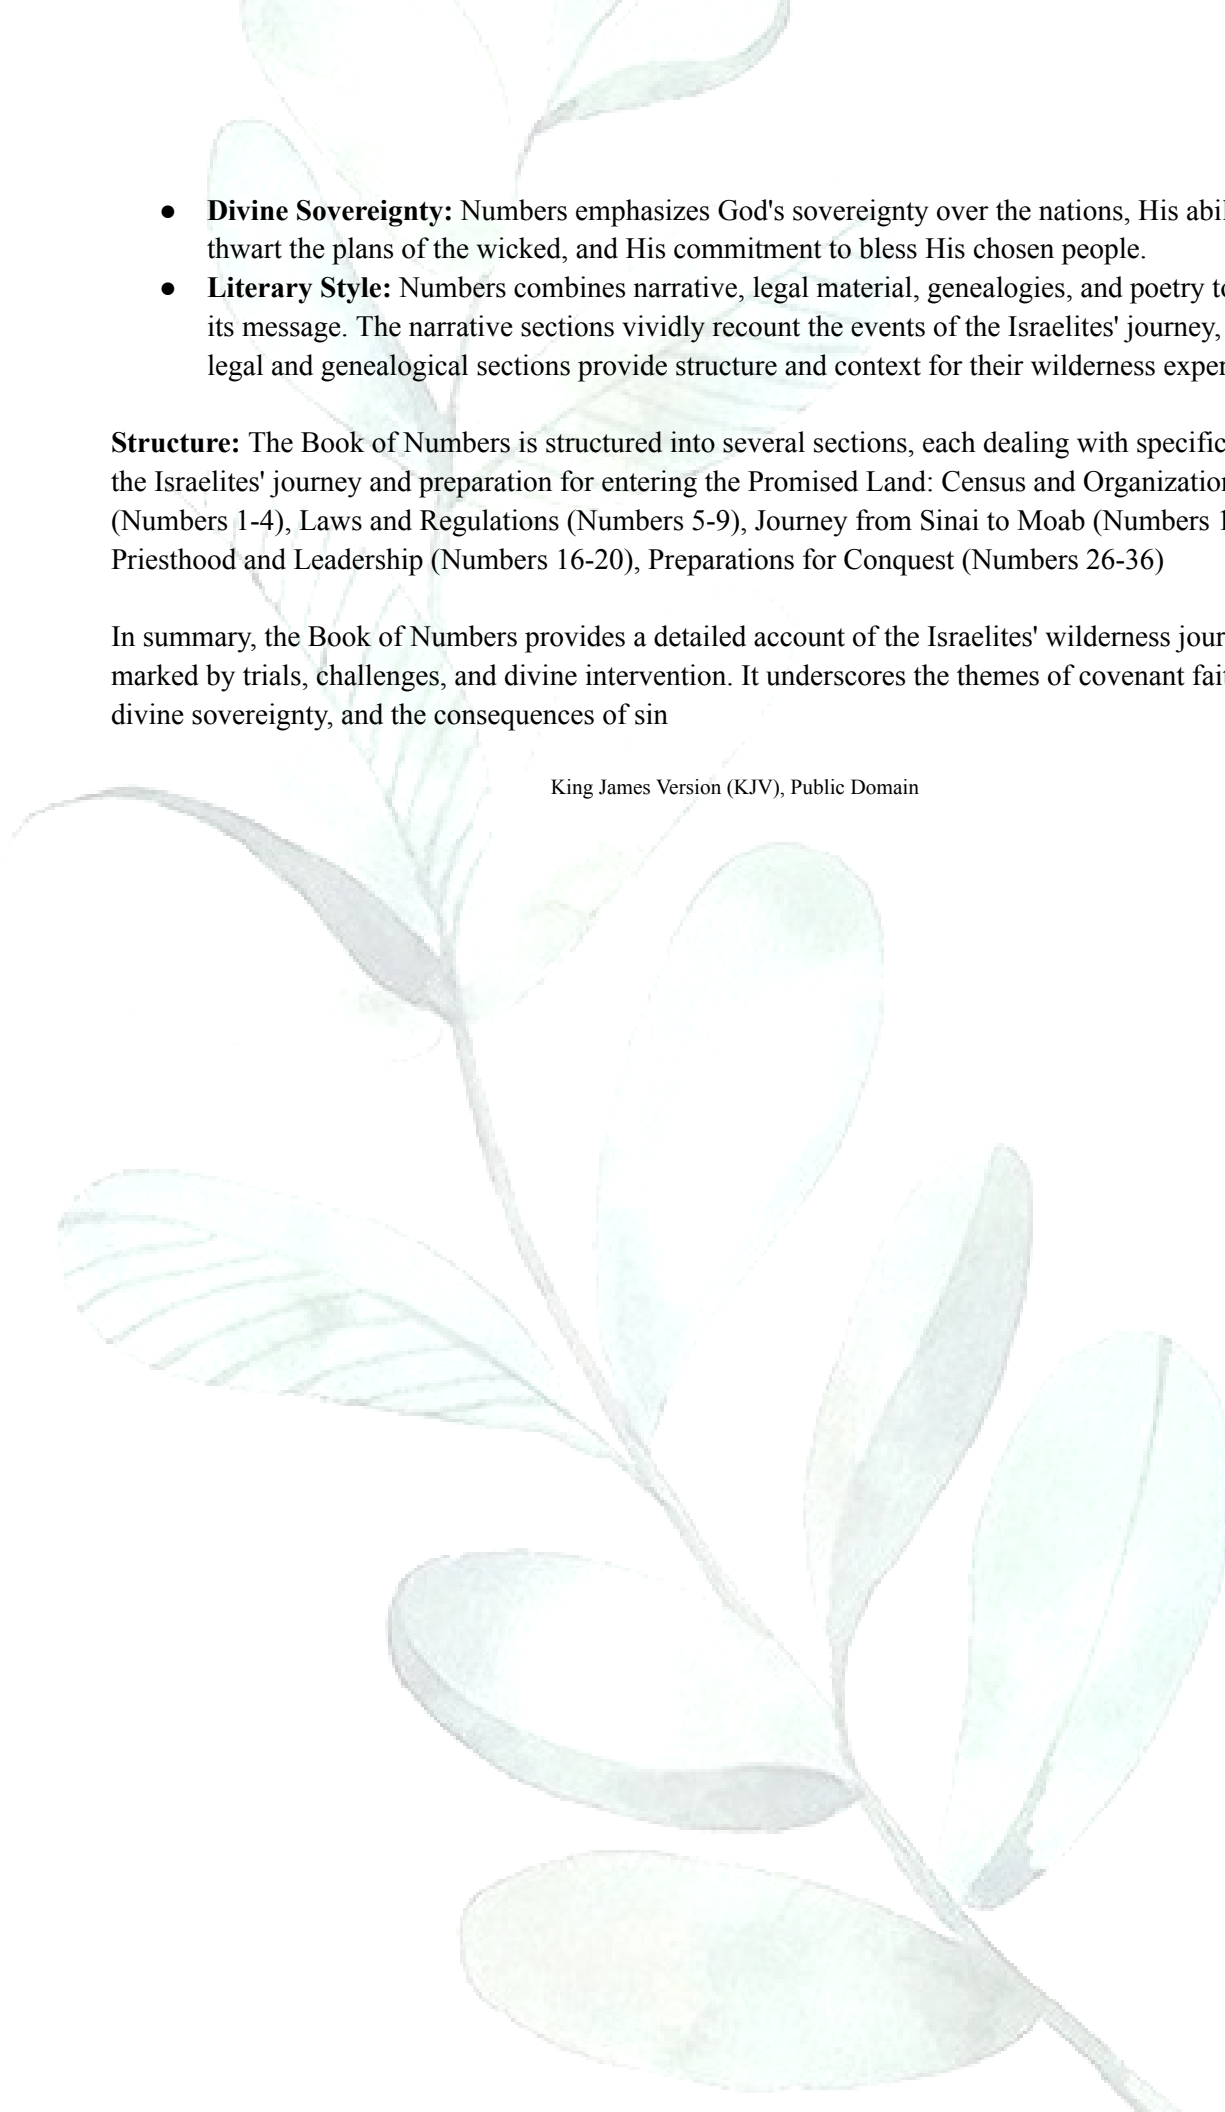 ● Divine Sovereignty: Numbers emphasizes God's sovereignty over the nations, His
thwart the plans of the wicked, and His commitment to bless His chosen people.
● Literary Style: Numbers combines narrative, legal material, genealogies, and poetry
its message. The narrative sections vividly recount the events of the Israelites' journey,
legal and genealogical sections provide structure and context for their wilderness
Structure: The Book of Numbers is structured into several sections, each dealing with specific
the Israelites' journey and preparation for entering the Promised Land: Census and
(Numbers 1-4), Laws and Regulations (Numbers 5-9), Journey from Sinai to Moab (Numbers
Priesthood and Leadership (Numbers 16-20), Preparations for Conquest (Numbers 26-36)
In summary, the Book of Numbers provides a detailed account of the Israelites' wilderness
marked by trials, challenges, and divine intervention. It underscores the themes of covenant
divine sovereignty, and the consequences of sin
King James Version (KJV), Public Domain